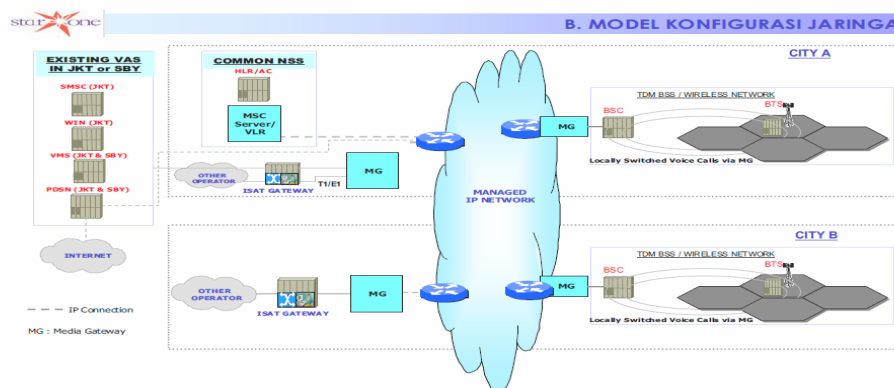 star one
B. MODEL KONFIGURASI JARINGA
EXISTING VAS
IN JKT or SBY
SMSC (JKT)
WIN (JKT)
VMS (JKT & SBY)
PDSN (JKT & SBY)
INTERNET
IP Connection
MG : Media Gateway
COMMON NSS
HLR/AC
MSC
Server/
VLR
OTHER
OPERATOR
ISAT GATEWAY
T1/E1
MG
MANAGED
IP NETWORK
CITY A
TDM BSS / WIRELESS NETWORK
MG
BSC
BTS
Locally Switched Voice Calls via MG
OTHER
OPERATOR
ISAT GATEWAY
MG
CITY B
TDM BSS / WIRELESS NETWORK
MG
BSC
BTS
Locally Switched Voice Calls via MG